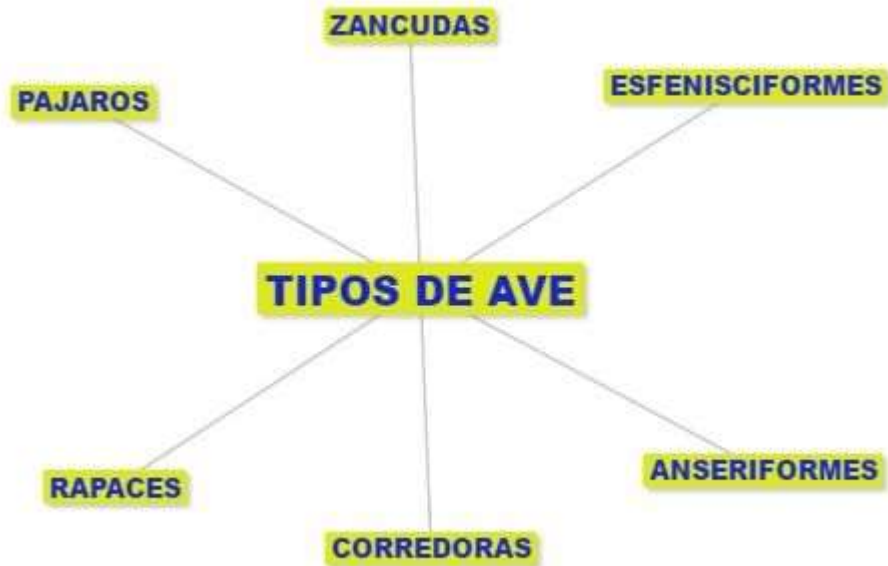 ZANCUDAS
PAJAROS
ESFENISCIFORMES
TIPOS DE AVE
RAPACES
ANSERIFORMES
CORREDORAS